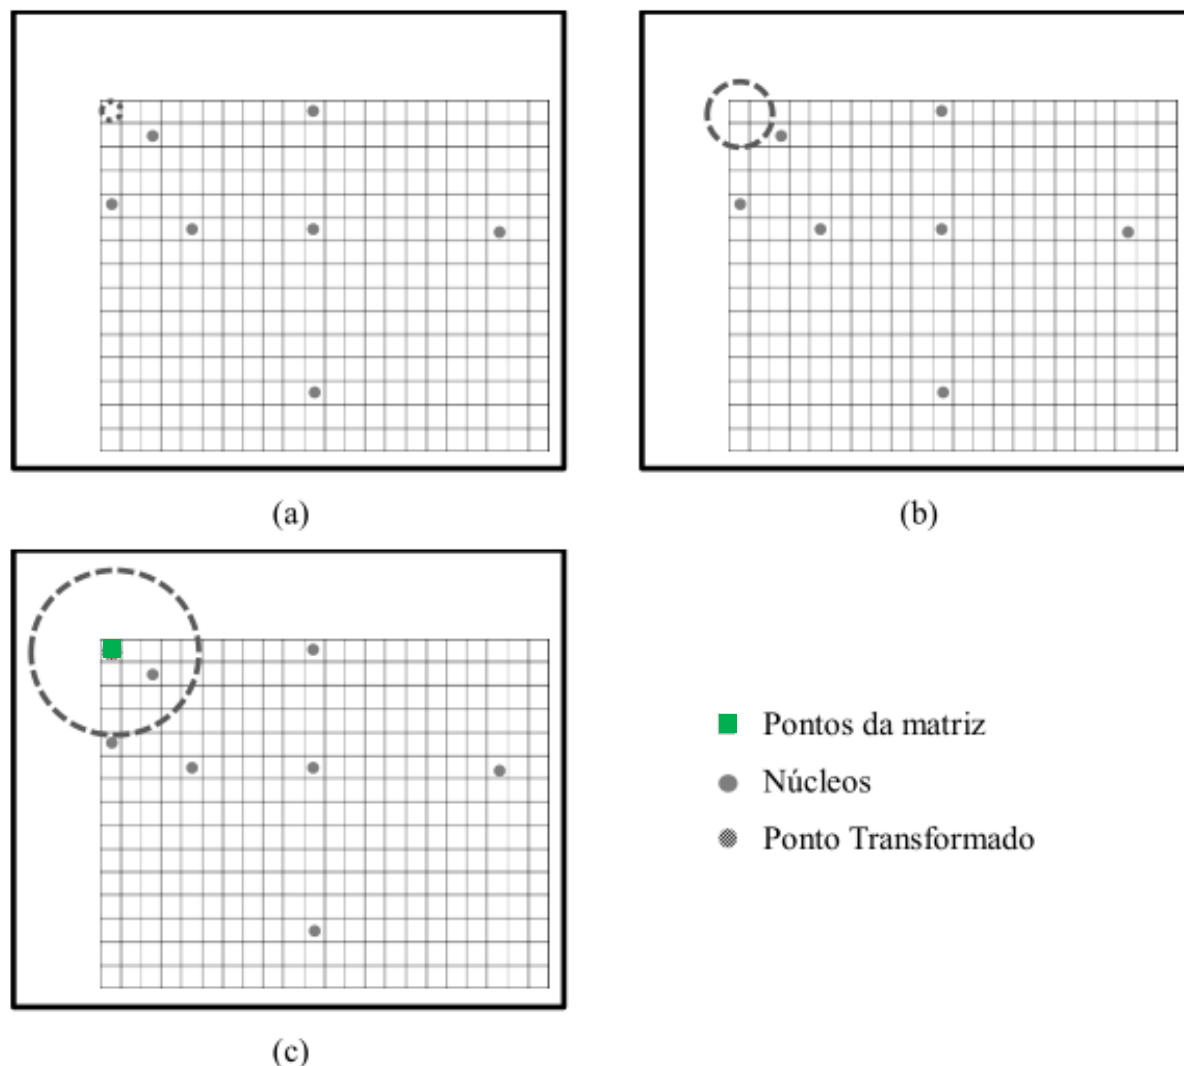 (a)
(b)
(c)
Pontos da matriz
Núcleos
Ponto Transformado